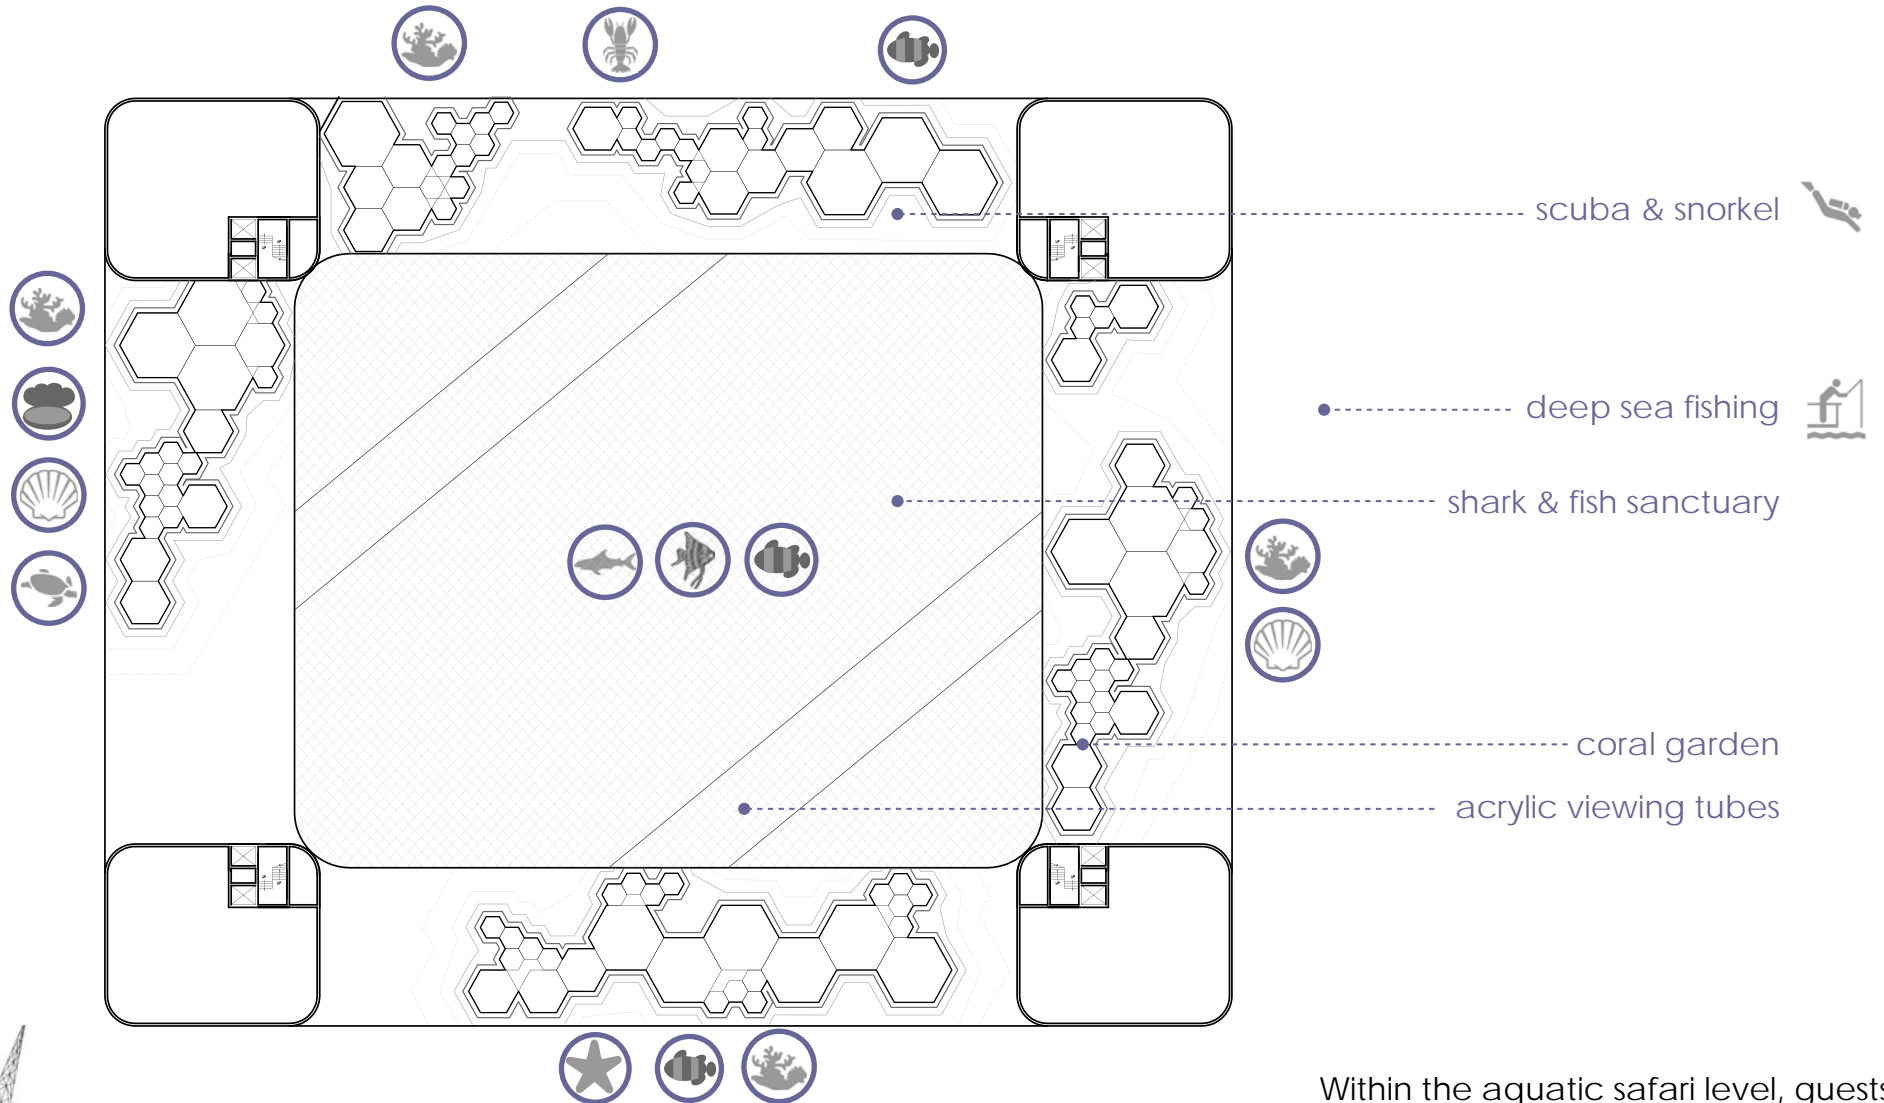 scuba & snorkel
deep sea fishing
shark & fish sanctuary
coral garden
acrylic viewing tubes
Within the aquatic safari level, guests